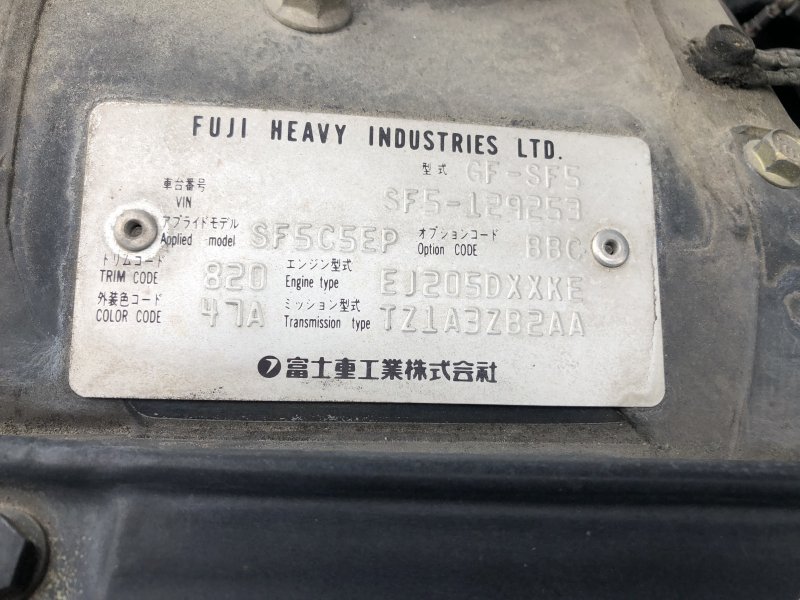 FUJI HEAVY INDUSTRIES LTD.
型式 GF-SF5
車台番号 VIN SF5-129253
アプライドモデル Applied model SF5C5EP オプションコード Option CODE BBC
トリムコード TRIM CODE 820 エンジン型式 Engine type EJ205DXXKE
外装色コード COLOR CODE 47A ミッション型式 Transmission type TZ1A3ZB2AA
富士重工業株式会社